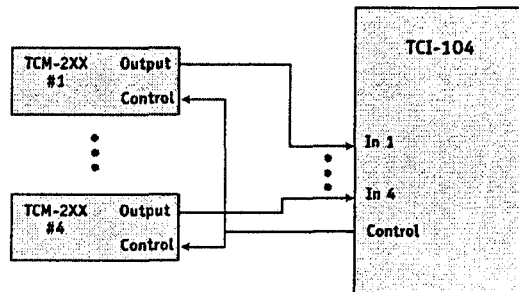 TCM-2XX Output
#1
Control
TCI-104
In 1
In 4
Control
TCM-2XX Output
#4
Control